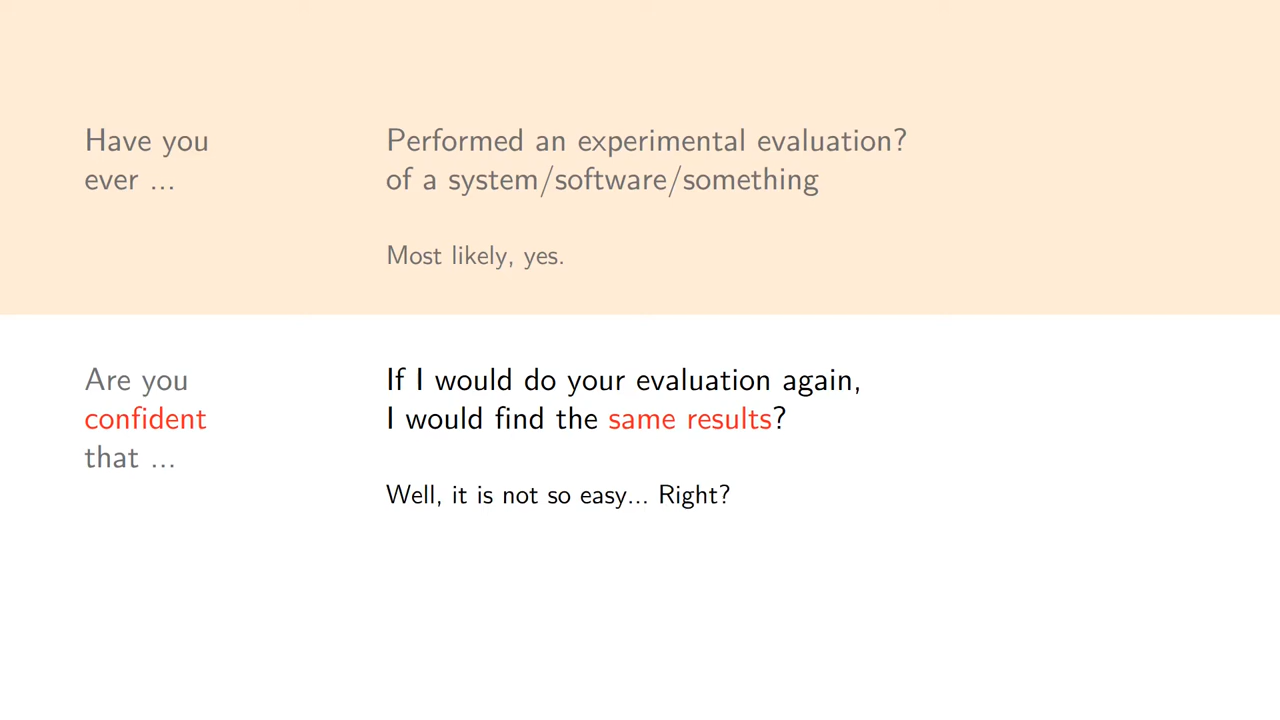 Have you
ever ...
Performed an experimental evaluation?
of a system/software/something
Most likely, yes.
Are you
confident
that ...
If I would do your evaluation again,
I would find the same results?
Well, it is not so easy... Right?